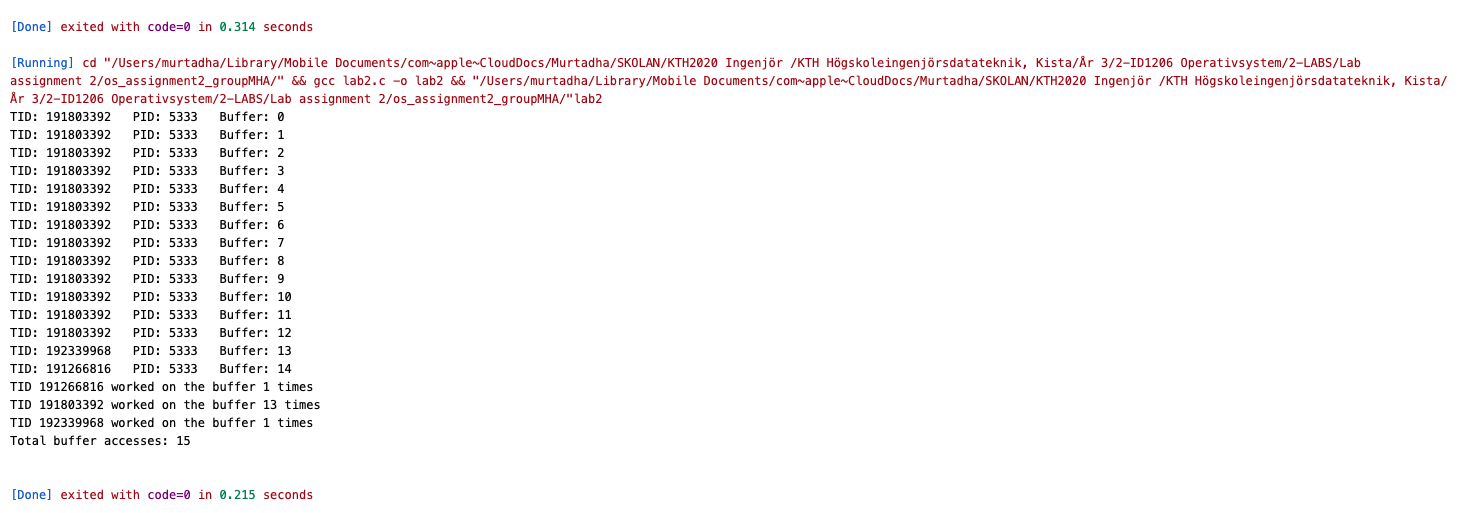 [Done] exited with code=0 in 0.314 seconds
[Running] cd "/Users/murtadha/Library/Mobile Documents/com~apple~CloudDocs/Murtadha/SKOLAN/KTH2020 Ingenjör /KTH Högskoleingenjörsdatateknik, Kista/År 3/2-ID1206 Operativsystem/2-LABS/Lab
assignment 2/os_assignment2_groupMHA/" && gcc lab2.c -o lab2 && "/Users/murtadha/Library/Mobile Documents/com~apple~CloudDocs/Murtadha/SKOLAN/KTH2020 Ingenjör /KTH Högskoleingenjörsdatateknik, Kista/
År 3/2-ID1206 Operativsystem/2-LABS/Lab assignment 2/os_assignment2_groupMHA/"lab2
TID: 191803392   PID: 5333   Buffer: 0
TID: 191803392   PID: 5333   Buffer: 1
TID: 191803392   PID: 5333   Buffer: 2
TID: 191803392   PID: 5333   Buffer: 3
TID: 191803392   PID: 5333   Buffer: 4
TID: 191803392   PID: 5333   Buffer: 5
TID: 191803392   PID: 5333   Buffer: 6
TID: 191803392   PID: 5333   Buffer: 7
TID: 191803392   PID: 5333   Buffer: 8
TID: 191803392   PID: 5333   Buffer: 9
TID: 191803392   PID: 5333   Buffer: 10
TID: 191803392   PID: 5333   Buffer: 11
TID: 191803392   PID: 5333   Buffer: 12
TID: 192339968   PID: 5333   Buffer: 13
TID: 191266816   PID: 5333   Buffer: 14
TID 191266816 worked on the buffer 1 times
TID 191803392 worked on the buffer 13 times
TID 192339968 worked on the buffer 1 times
Total buffer accesses: 15
[Done] exited with code=0 in 0.215 seconds